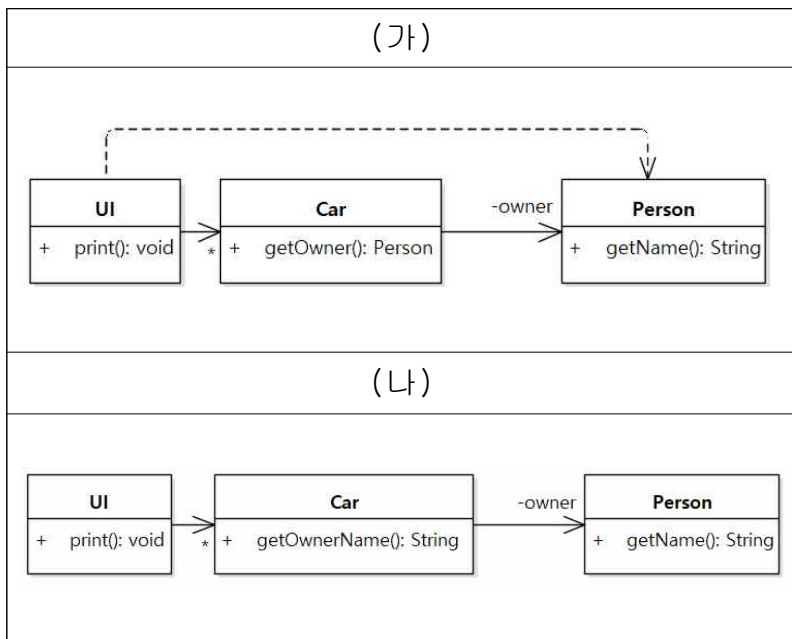 (가)
UI
+ print(): void
*
Car
+ getOwner(): Person
-owner
Person
+ getName(): String
(나)
UI
+ print(): void
*
Car
+ getOwnerName(): String
-owner
Person
+ getName(): String